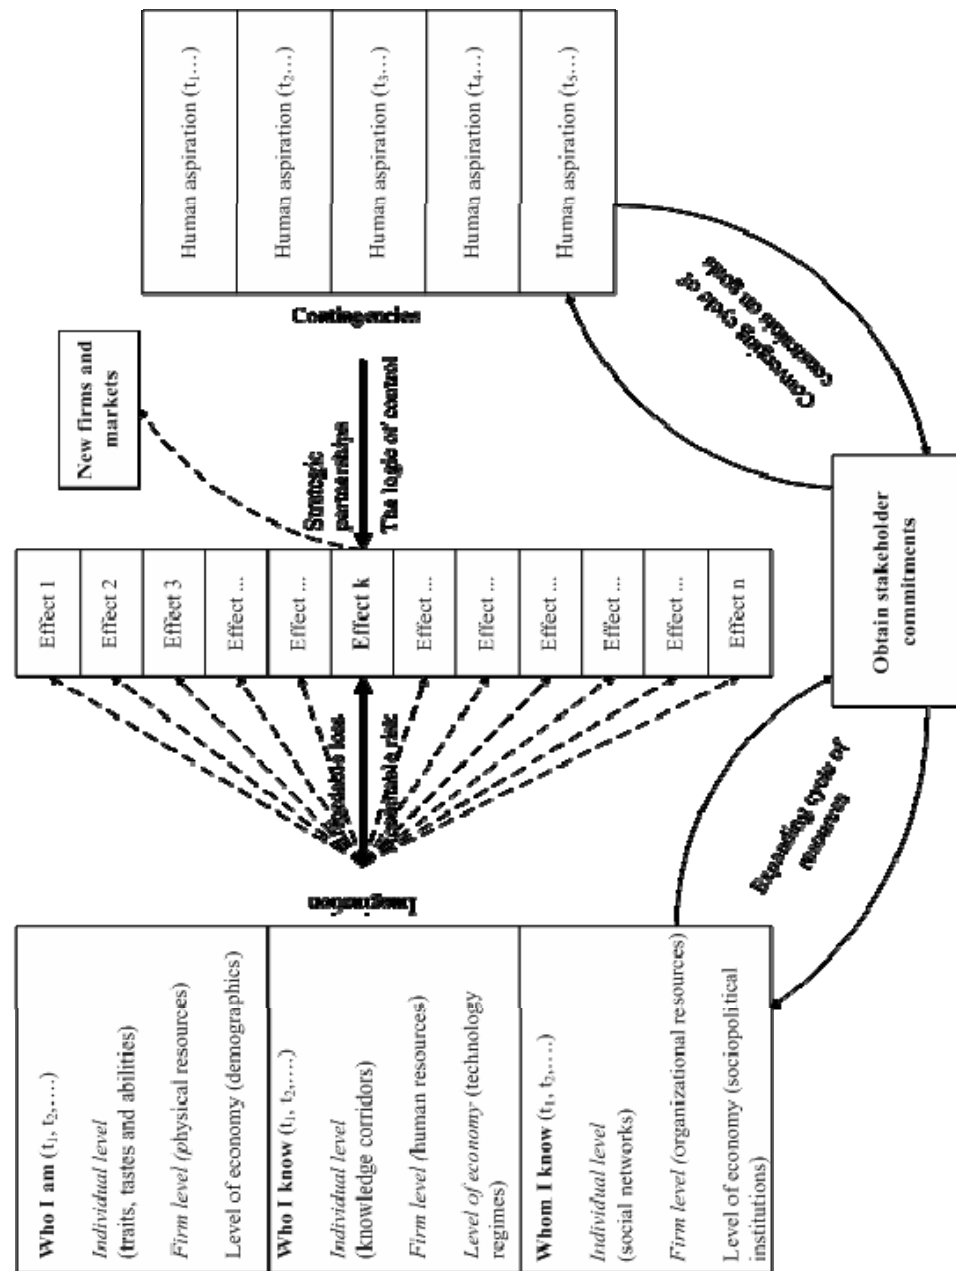 Who I am (t₁, t₂,…)
Individual level
(traits, tastes and abilities)
Firm level (physical resources)
Level of economy (demographics)
Who I know (t₁, t₂,…)
Individual level
(knowledge corridors)
Firm level (human resources)
Level of economy (technology
regimes)
Whom I know (t₁, t₂,…)
Individual level
(social networks)
Firm level (organizational resources)
Level of economy (sociopolitical
institutions)
Imagination
loss
risk
Effect 1
Effect 2
Effect 3
Effect ...
Effect ...
Effect k
Effect ...
Effect ...
Effect ...
Effect ...
Effect ...
Effect n
New firms and
markets
Strategic
partnerships
The logic of control
Contingencies
Human aspiration (t₁…)
Human aspiration (t₂…)
Human aspiration (t₃…)
Human aspiration (t₄…)
Human aspiration (t₅…)
Expanding cycle of
resources
Obtain stakeholder
commitments
Converging cycle of
constraints on goals